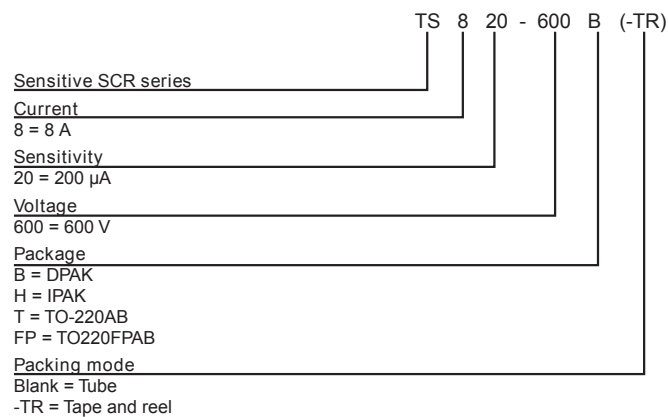 TS 8 20 - 600 B (-TR)
Sensitive SCR series
Current
8 = 8 A
Sensitivity
20 = 200 μA
Voltage
600 = 600 V
Package
B = DPAK
H = IPAK
T = TO-220AB
FP = TO220FPAB
Packing mode
Blank = Tube
-TR = Tape and reel